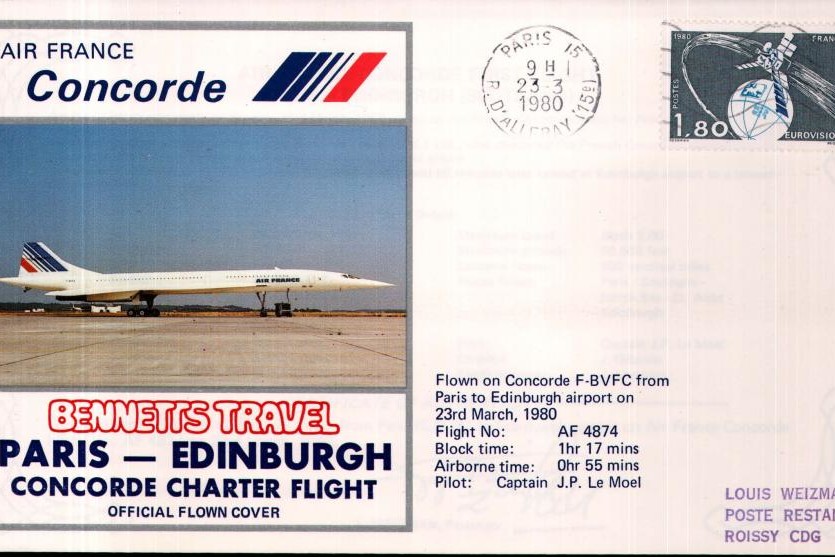 AIR FRANCE
Concorde
PARIS 15
9 H
23-3
1980
R.D'ALLERAY (15e)
1980
FRAN
POSTES
1,80
EUROVISIO
AIR FRANCE
BENNETTS TRAVEL
PARIS — EDINBURGH
CONCORDE CHARTER FLIGHT
OFFICIAL FLOWN COVER
Flown on Concorde F-BVFC from
Paris to Edinburgh airport on
23rd March, 1980
Flight No: AF 4874
Block time: 1hr 17 mins
Airborne time: 0hr 55 mins
Pilot: Captain J.P. Le Moel
LOUIS WEIZMA
POSTE RESTAN
ROISSY CDG